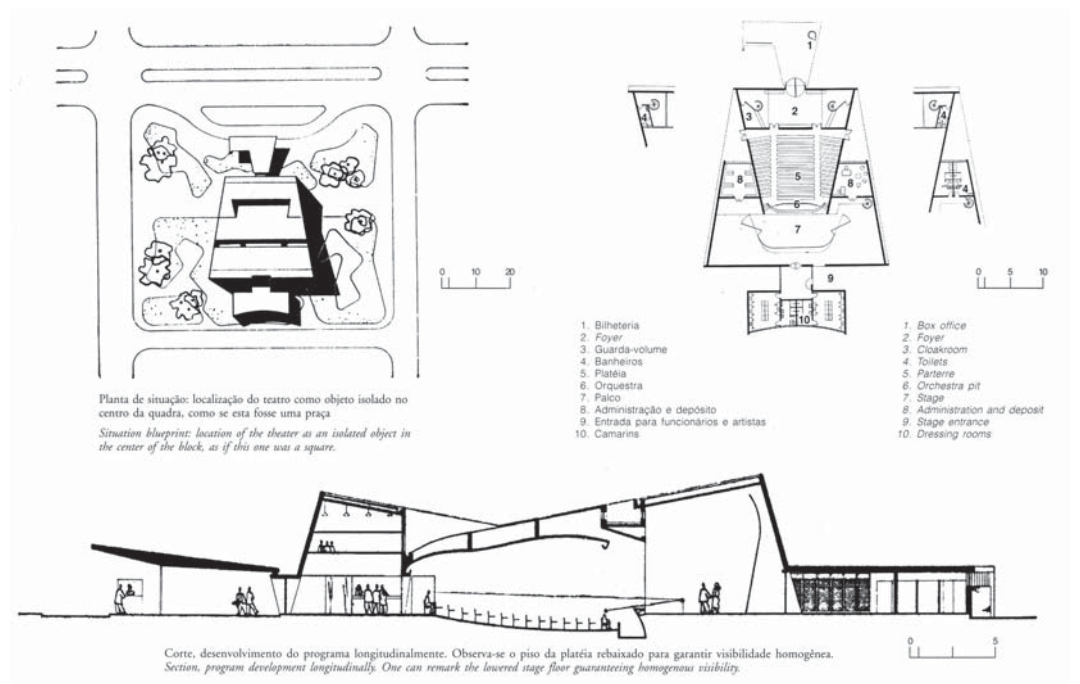 0 10 20
1
2
3
8
5
8
6
7
9
10
4
4
4
0 5 10
1. Bilheteria
2. Foyer
3. Guarda-volume
4. Banheiros
5. Platéia
6. Orquestra
7. Palco
8. Administração e depósito
9. Entrada para funcionários e artistas
10. Camarins
1. Box office
2. Foyer
3. Cloakroom
4. Toilets
5. Parterre
6. Orchestra pit
7. Stage
8. Administration and deposit
9. Stage entrance
10. Dressing rooms
Planta de situação: localização do teatro como objeto isolado no
centro da quadra, como se esta fosse uma praça
Situation blueprint: location of the theater as an isolated object in
the center of the block, as if this one was a square.
0 5
Corte, desenvolvimento do programa longitudinalmente. Observa-se o piso da platéia rebaixado para garantir visibilidade homogênea.
Section, program development longitudinally. One can remark the lowered stage floor guaranteeing homogenous visibility.